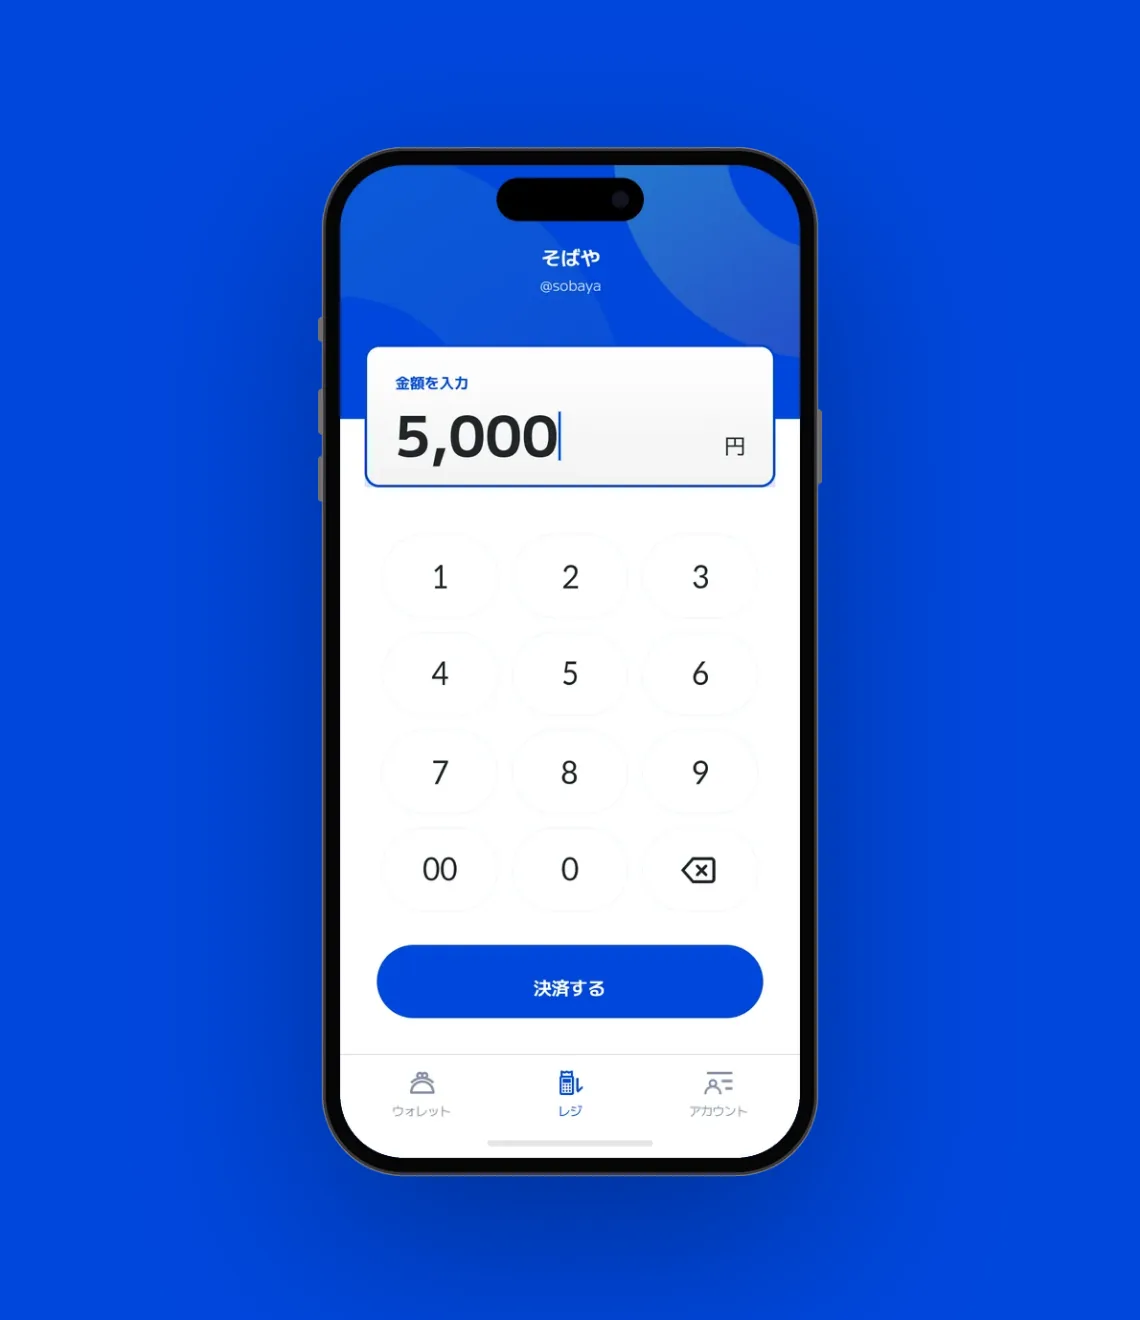 そばや
@sobaya
金額を入力
5,000 円
1 2 3
4 5 6
7 8 9
00 0
決済する
ウォレット レジ アカウント